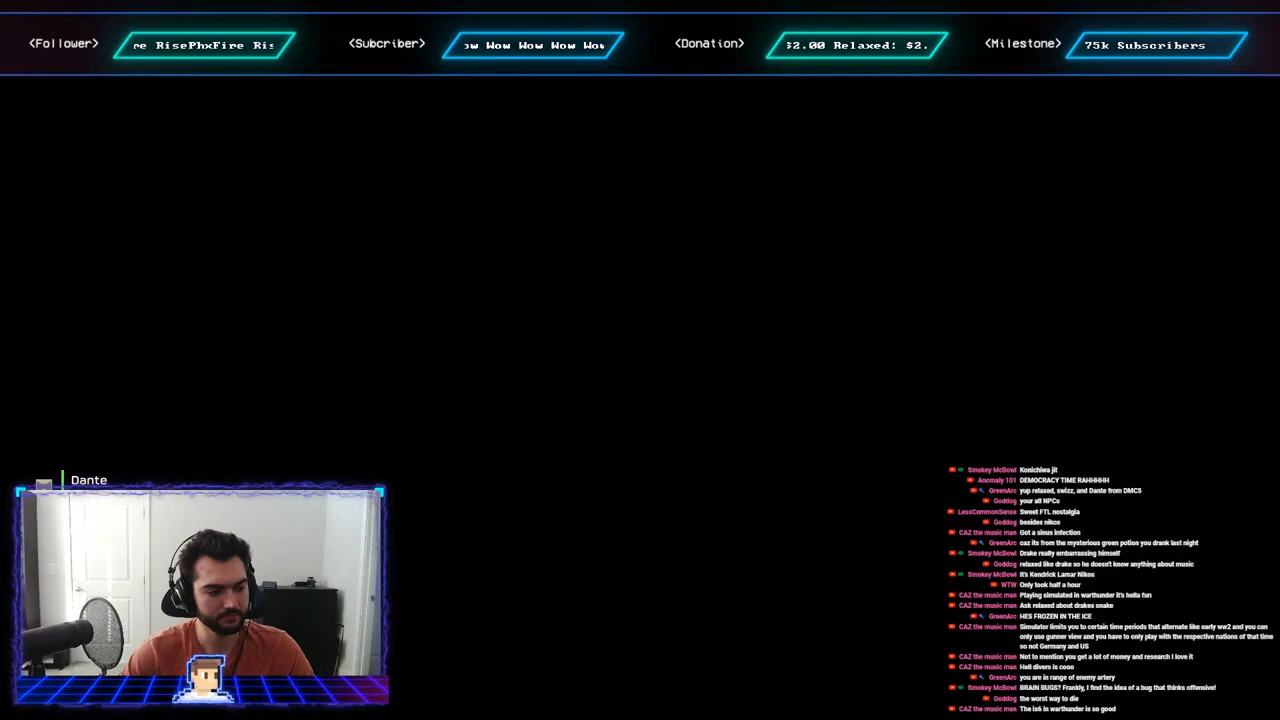 <Follower>
re RisePhxFire Ris
<Subcriber>
ow Wow Wow Wow Wow
<Donation>
$2.00 Relaxed: $2.
<Milestone>
75k Subscribers
Dante
Smokey McBowl Konichiwa jit
Anomaly 101 DEMOCRACY TIME RAHHHHH
GreenArc yup relaxed, swizz, and Dante from DMC5
Goddog your all NPCs
LessCommonSense Sweet FTL nostalgia
Goddog besides nikos
CAZ the music man Got a sinus infection
GreenArc caz its from the mysterious green potion you drank last night
Smokey McBowl Drake really embarrassing himself
Goddog relaxed like drake so he doesn't know anything about music
Smokey McBowl It's Kendrick Lamar Nikos
WTW Only took half a hour
CAZ the music man Playing simulated in warthunder it's hella fun
CAZ the music man Ask relaxed about drakes snake
GreenArc HES FROZEN IN THE ICE
CAZ the music man Simulator limits you to certain time periods that alternate like early ww2 and you can
only use gunner view and you have to only play with the respective nations of that time
so not Germany and US
CAZ the music man Not to mention you get a lot of money and research I love it
CAZ the music man Hell divers is cooo
GreenArc you are in range of enemy artery
Smokey McBowl BRAIN BUGS? Frankly, I find the idea of a bug that thinks offensive!
Goddog the worst way to die
CAZ the music man The is6 in warthunder is so good